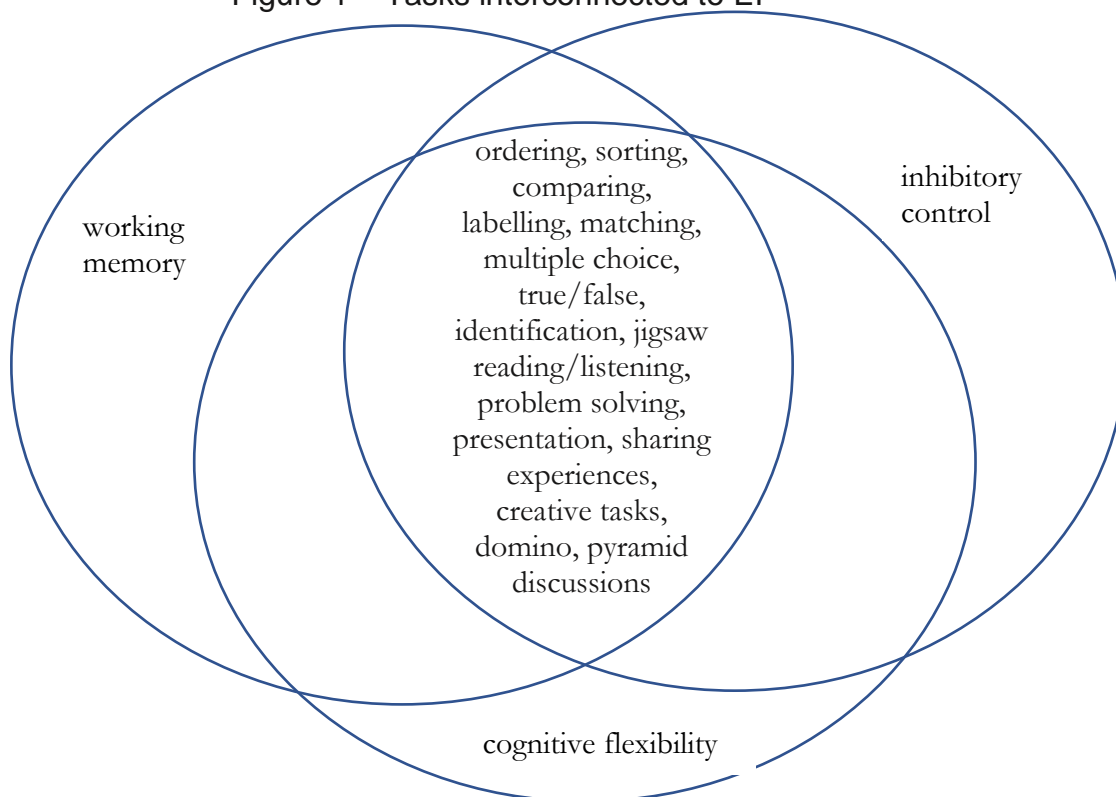 ordering, sorting,
comparing,
labelling, matching,
multiple choice,
true/false,
identification, jigsaw
reading/listening,
problem solving,
presentation, sharing
experiences,
creative tasks,
domino, pyramid
discussions
working
memory
inhibitory
control
cognitive flexibility